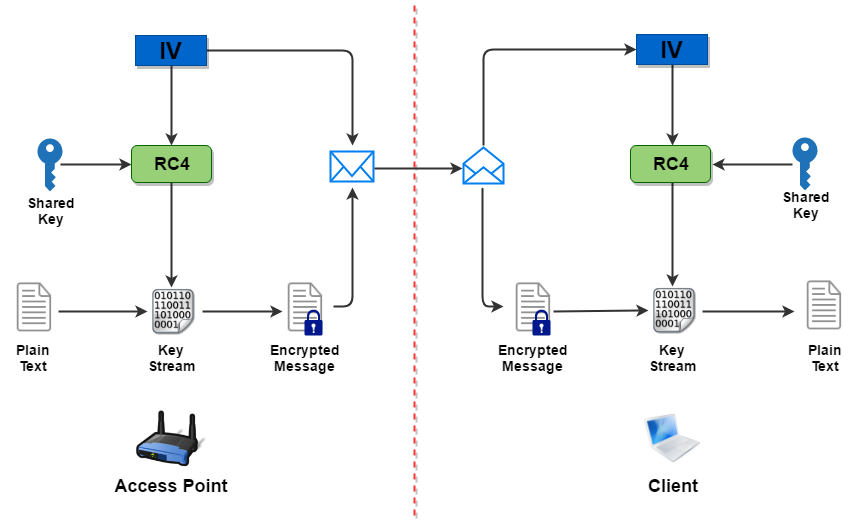 IV
IV
RC4
RC4
Shared
Key
Shared
Key
010110
110011
101000
0001
010110
110011
101000
0001
Plain
Text
Key
Stream
Encrypted
Message
Encrypted
Message
Key
Stream
Plain
Text
Access Point
Client